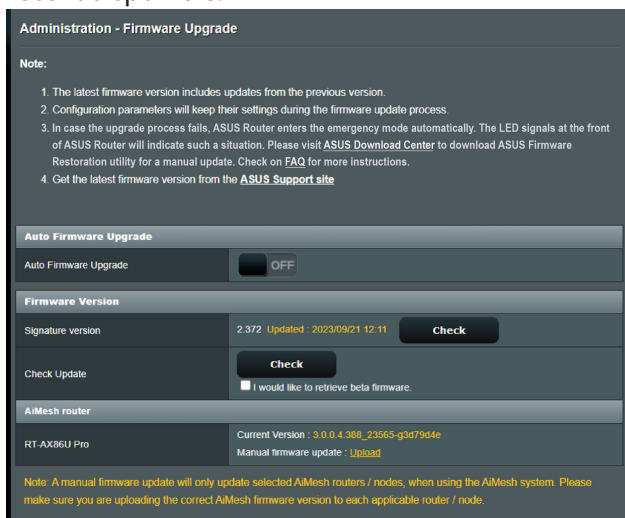 Administration - Firmware Upgrade
Note:
1. The latest firmware version includes updates from the previous version.
2. Configuration parameters will keep their settings during the firmware update process.
3. In case the upgrade process fails, ASUS Router enters the emergency mode automatically. The LED signals at the front
of ASUS Router will indicate such a situation. Please visit ASUS Download Center to download ASUS Firmware
Restoration utility for a manual update. Check on FAQ for more instructions.
4. Get the latest firmware version from the ASUS Support site
Auto Firmware Upgrade
Auto Firmware Upgrade OFF
Firmware Version
Signature version 2.372 Updated : 2023/09/21 12:11 Check
Check Update Check
I would like to retrieve beta firmware.
AiMesh router
RT-AX86U Pro Current Version : 3.0.0.4.388_23565-g3d79d4e
Manual firmware update : Upload
Note: A manual firmware update will only update selected AiMesh routers / nodes, when using the AiMesh system. Please
make sure you are uploading the correct AiMesh firmware version to each applicable router / node.